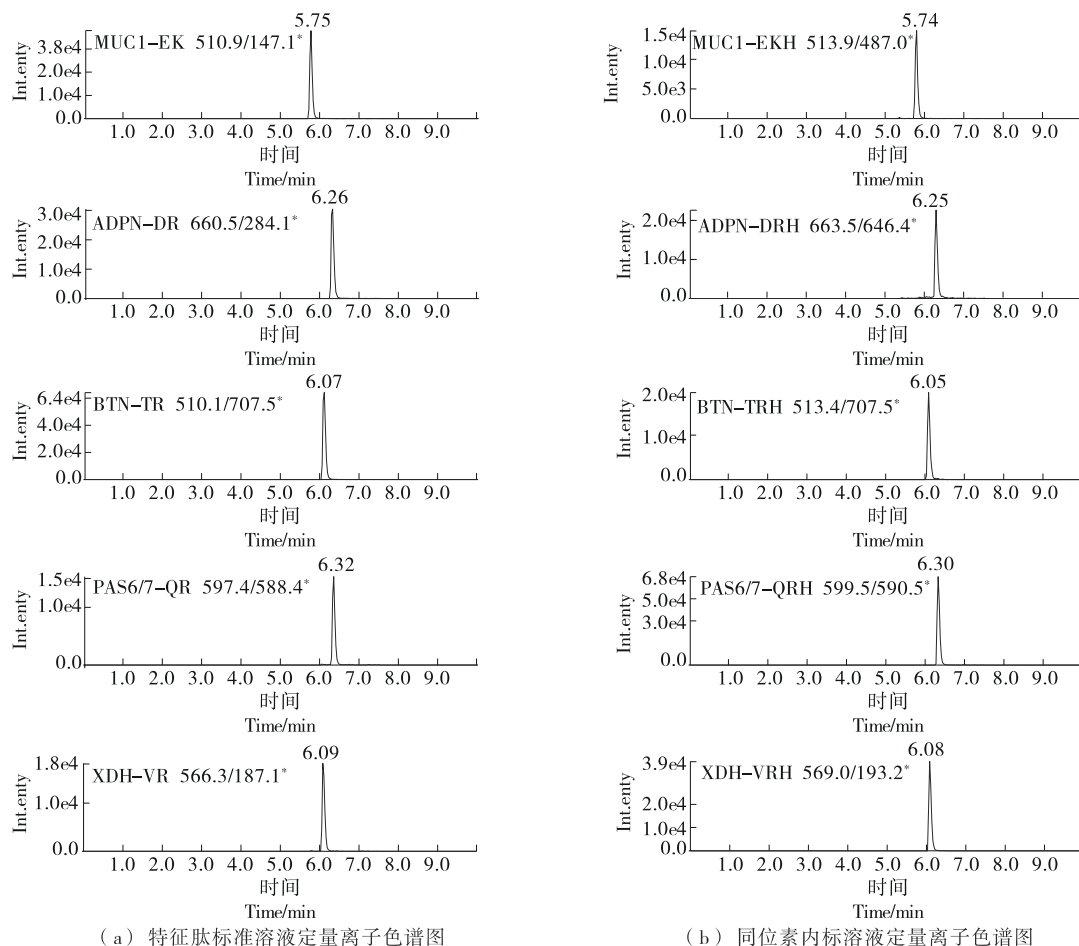 5.75
MUC1-EK 510.9/147.1*
Int.enty
3.8e4
2.0e4
1.0e4
0.0
1.0 2.0 3.0 4.0 5.0 6.0 7.0 8.0 9.0
时间
Time/min
6.26
ADPN-DR 660.5/284.1*
Int.enty
3.0e4
2.0e4
1.0e4
0.0
1.0 2.0 3.0 4.0 5.0 6.0 7.0 8.0 9.0
时间
Time/min
6.07
BTN-TR 510.1/707.5*
Int.enty
6.4e4
4.0e4
2.0e4
0.0
1.0 2.0 3.0 4.0 5.0 6.0 7.0 8.0 9.0
时间
Time/min
6.32
PAS6/7-QR 597.4/588.4*
Int.enty
1.5e4
0.0
1.0 2.0 3.0 4.0 5.0 6.0 7.0 8.0 9.0
时间
Time/min
6.09
XDH-VR 566.3/187.1*
Int.enty
1.8e4
1.0e4
0.0
1.0 2.0 3.0 4.0 5.0 6.0 7.0 8.0 9.0
时间
Time/min
（a）特征肽标准溶液定量离子色谱图
5.74
MUC1-EKH 513.9/487.0*
Int.enty
1.5e4
1.0e4
5.0e3
0.0
1.0 2.0 3.0 4.0 5.0 6.0 7.0 8.0 9.0
时间
Time/min
6.25
ADPN-DRH 663.5/646.4*
Int.enty
2.0e4
1.0e4
0.0
1.0 2.0 3.0 4.0 5.0 6.0 7.0 8.0 9.0
时间
Time/min
6.05
BTN-TRH 513.4/707.5*
Int.enty
2.0e4
1.0e4
0.0
1.0 2.0 3.0 4.0 5.0 6.0 7.0 8.0 9.0
时间
Time/min
6.30
PAS6/7-QRH 599.5/590.5*
Int.enty
6.8e4
5.0e4
3.0e4
0.0
1.0 2.0 3.0 4.0 5.0 6.0 7.0 8.0 9.0
时间
Time/min
6.08
XDH-VRH 569.0/193.2*
Int.enty
3.9e4
2.0e4
1.0e4
0.0
1.0 2.0 3.0 4.0 5.0 6.0 7.0 8.0 9.0
时间
Time/min
（b）同位素内标溶液定量离子色谱图